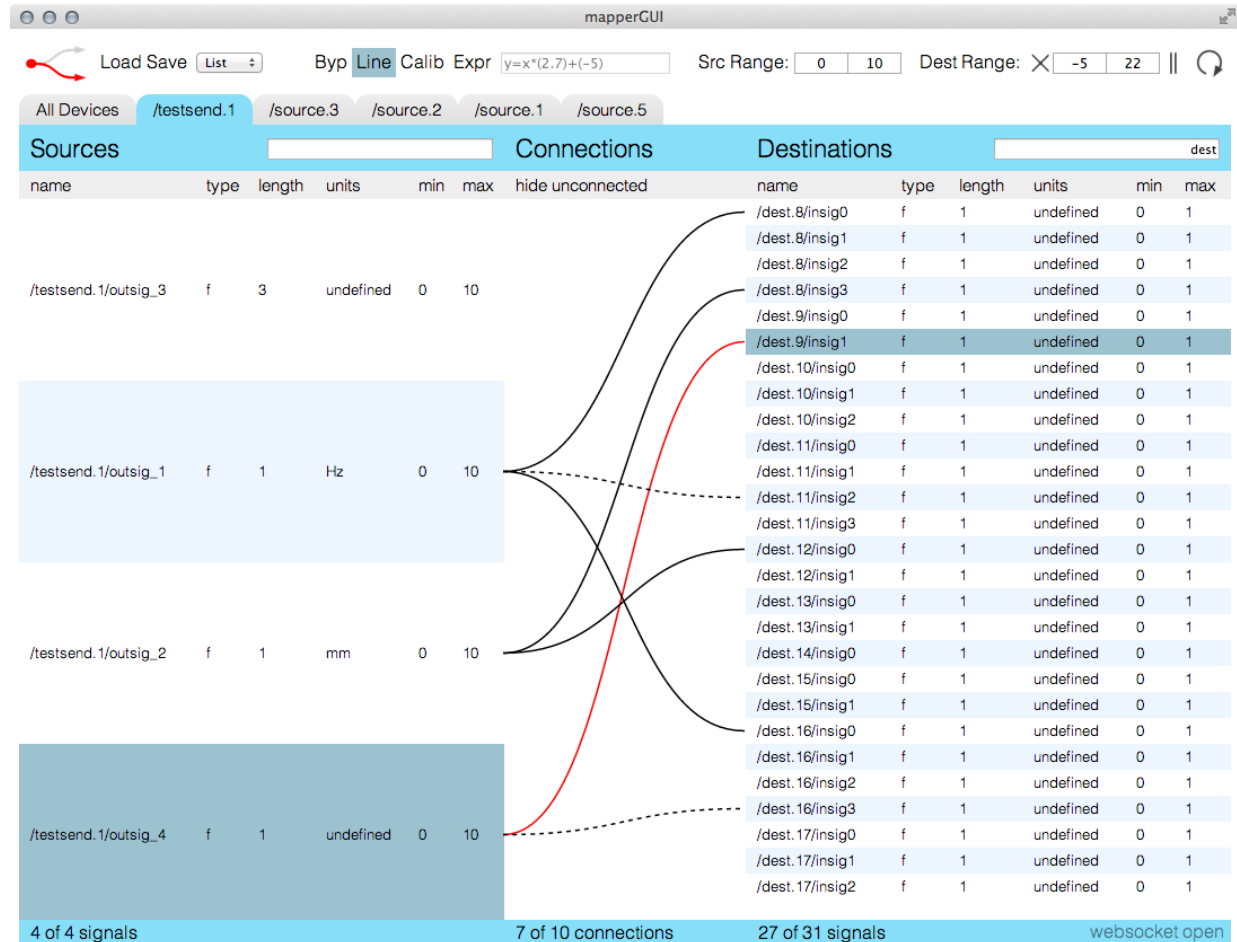 mapperGUI
Load Save List Byp Line Calib Expr y=x*(2.7)+(-5) Src Range: 0 10 Dest Range: -5 22
All Devices /testsend.1 /source.3 /source.2 /source.1 /source.5
Sources Connections Destinations dest
name type length units min max hide unconnected name type length units min max
/dest.8/insig0 f 1 undefined 0 1
/dest.8/insig1 f 1 undefined 0 1
/dest.8/insig2 f 1 undefined 0 1
/testsend.1/outsig_3 f 3 undefined 0 10 /dest.8/insig3 f 1 undefined 0 1
/dest.9/insig0 f 1 undefined 0 1
/dest.9/insig1 f 1 undefined 0 1
/dest.10/insig0 f 1 undefined 0 1
/dest.10/insig1 f 1 undefined 0 1
/dest.10/insig2 f 1 undefined 0 1
/dest.11/insig0 f 1 undefined 0 1
/testsend.1/outsig_1 f 1 Hz 0 10 /dest.11/insig1 f 1 undefined 0 1
/dest.11/insig2 f 1 undefined 0 1
/dest.11/insig3 f 1 undefined 0 1
/dest.12/insig0 f 1 undefined 0 1
/dest.12/insig1 f 1 undefined 0 1
/dest.13/insig0 f 1 undefined 0 1
/dest.13/insig1 f 1 undefined 0 1
/testsend.1/outsig_2 f 1 mm 0 10 /dest.14/insig0 f 1 undefined 0 1
/dest.15/insig0 f 1 undefined 0 1
/dest.15/insig1 f 1 undefined 0 1
/dest.16/insig0 f 1 undefined 0 1
/dest.16/insig1 f 1 undefined 0 1
/dest.16/insig2 f 1 undefined 0 1
/dest.16/insig3 f 1 undefined 0 1
/testsend.1/outsig_4 f 1 undefined 0 10 /dest.17/insig0 f 1 undefined 0 1
/dest.17/insig1 f 1 undefined 0 1
/dest.17/insig2 f 1 undefined 0 1
4 of 4 signals 7 of 10 connections 27 of 31 signals websocket open